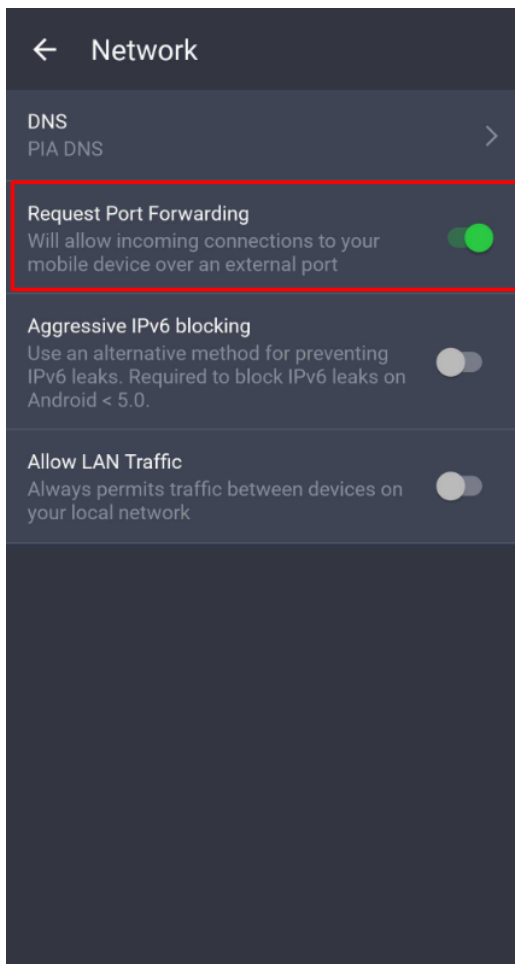 Network
DNS
PIA DNS
Request Port Forwarding
Will allow incoming connections to your
mobile device over an external port
Aggressive IPv6 blocking
Use an alternative method for preventing
IPv6 leaks. Required to block IPv6 leaks on
Android < 5.0.
Allow LAN Traffic
Always permits traffic between devices on
your local network